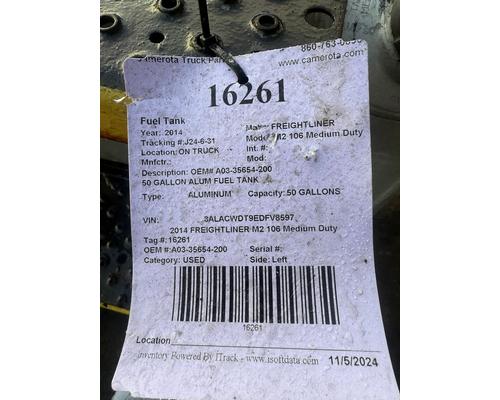 860-763-0896
Camerota Truck Parts
www.camerota.com
16261
Fuel Tank
Year: 2014 Make: FREIGHTLINER
Tracking #:J24-6-31 Model: M2 106 Medium Duty
Location:ON TRUCK Int. #:
Mnfctr.: Mod:
Description: OEM# A03-35654-200
50 GALLON ALUM FUEL TANK
Type: ALUMINUM Capacity:50 GALLONS
VIN: 3ALACWDT9EDFV8597
2014 FREIGHTLINER M2 106 Medium Duty
Tag #:16261
OEM #:A03-35654-200 Serial #:
Category: USED Side: Left
16261
Location
Inventory Powered By ITrack - www.isoftdata.com 11/5/2024